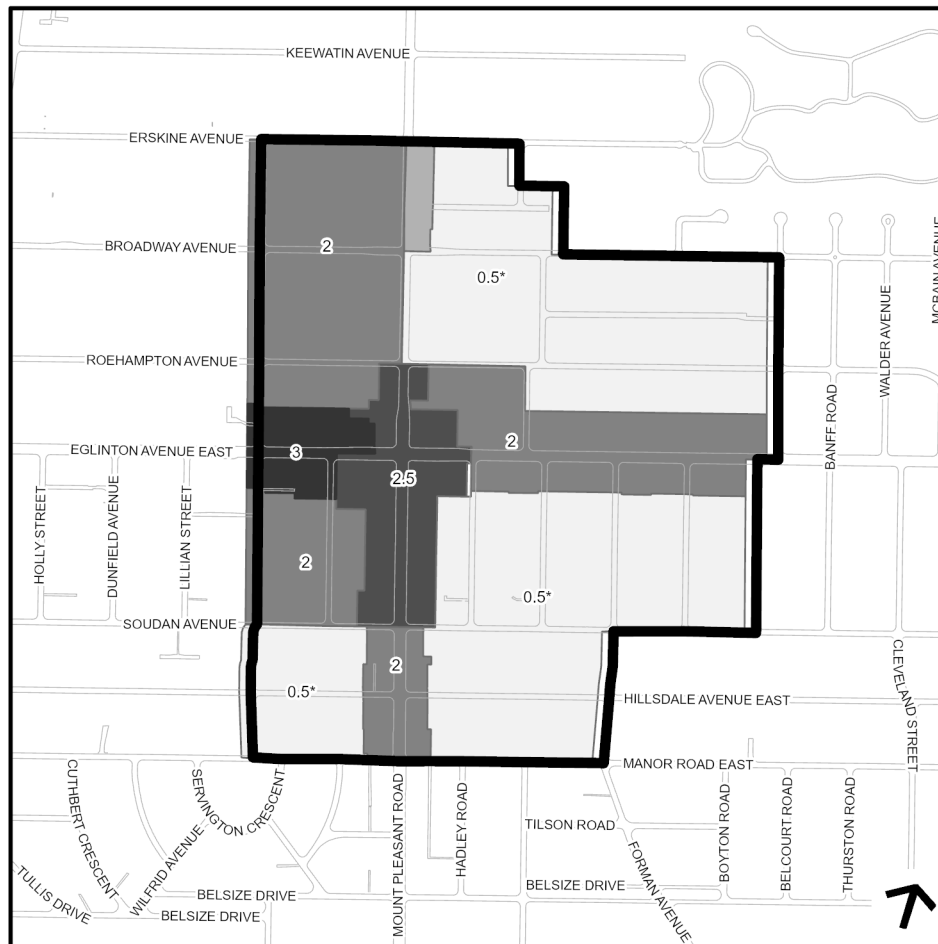 KEEWATIN AVENUE
ERSKINE AVENUE
BROADWAY AVENUE
2
0.5*
MCBAIN AVENUE
WALDER AVENUE
ROEHAMPTON AVENUE
BANFF ROAD
EGLINTON AVENUE EAST
3
2
2.5
HOLLY STREET
DUNFIELD AVENUE
LILLIAN STREET
2
0.5*
SOUDAN AVENUE
2
0.5*
HILLSDALE AVENUE EAST
CLEVELAND STREET
MANOR ROAD EAST
CUTHBERT CRESCENT
SERVINGTON CRESCENT
WILFRID AVENUE
MOUNT PLEASANT ROAD
HADLEY ROAD
TILSON ROAD
FORMAN AVENUE
BOYTON ROAD
BELCOURT ROAD
THURSTON ROAD
TULLIS DRIVE
BELSIZE DRIVE
BELSIZE DRIVE
BELSIZE DRIVE